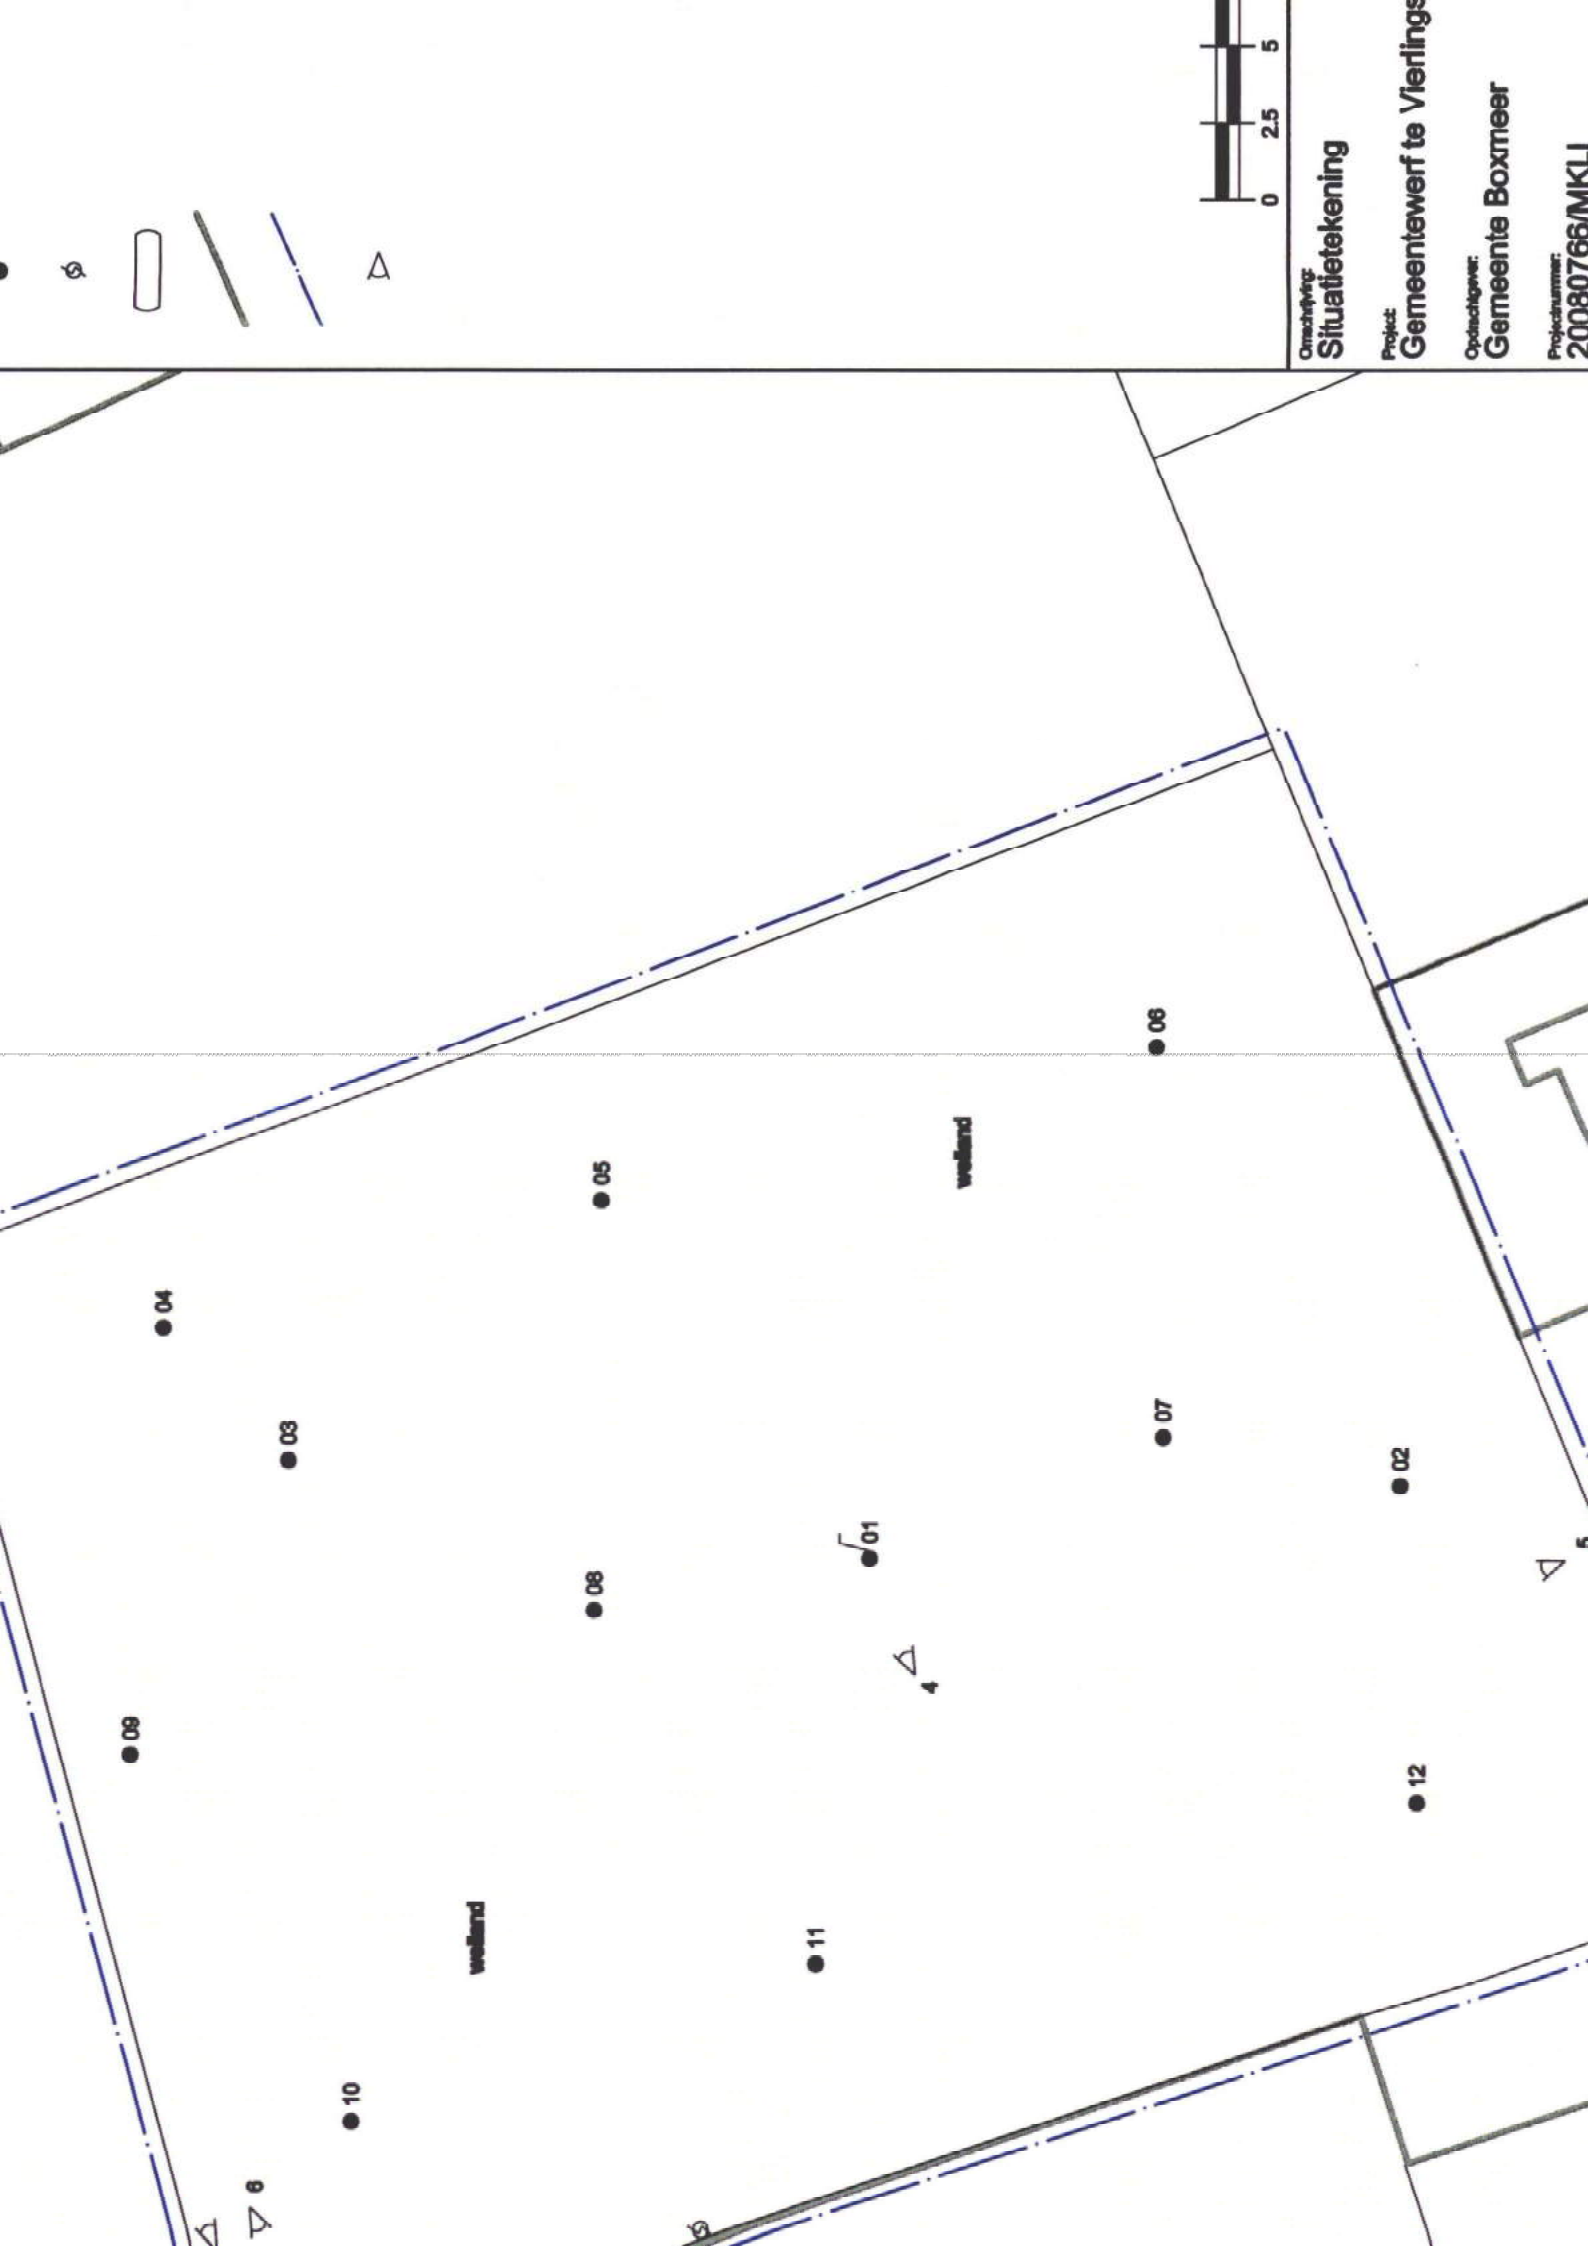 0 2.5 5
Omschrijving:
Situatietekening
Project:
Gemeentewerf te Vierlings
Opdrachtgever:
Gemeente Boxmeer
Projectnummer:
20080766/MKLI
04
03
05
06
weiland
07
02
01
08
09
4
5
12
weiland
11
10
6